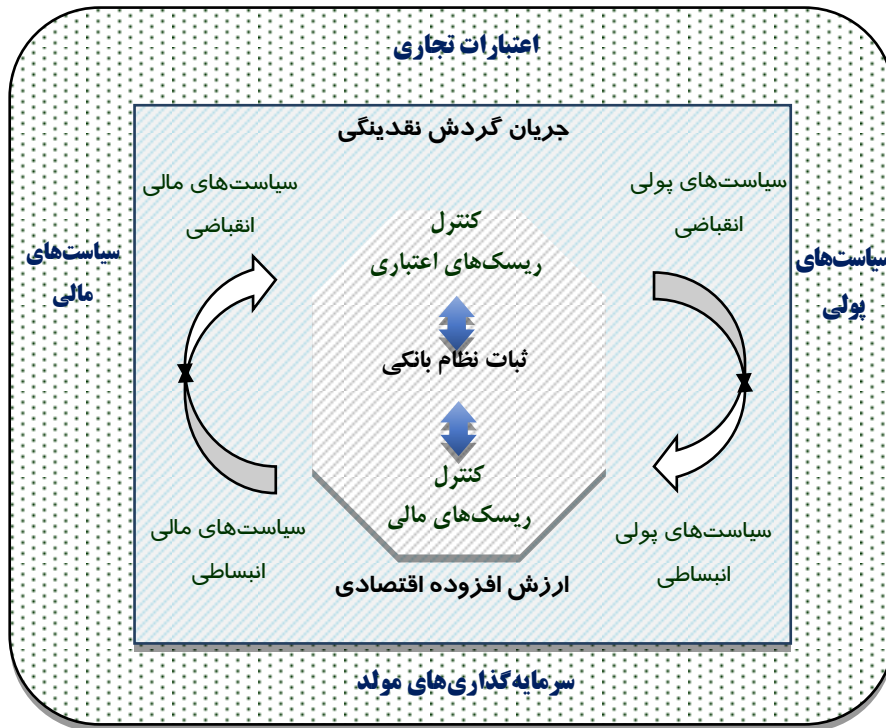 اعتبارات تجاری
جریان گردش نقدینگی
سیاست‌های پولی
انقباضی
سیاست‌های مالی
انقباضی
کنترل
ریسک‌های اعتباری
سیاست‌های
پولی
سیاست‌های
مالی
ثبات نظام بانکی
کنترل
ریسک‌های مالی
سیاست‌های پولی
انبساطی
سیاست‌های مالی
انبساطی
ارزش افزوده اقتصادی
سرمایه‌گذاری‌های مولد